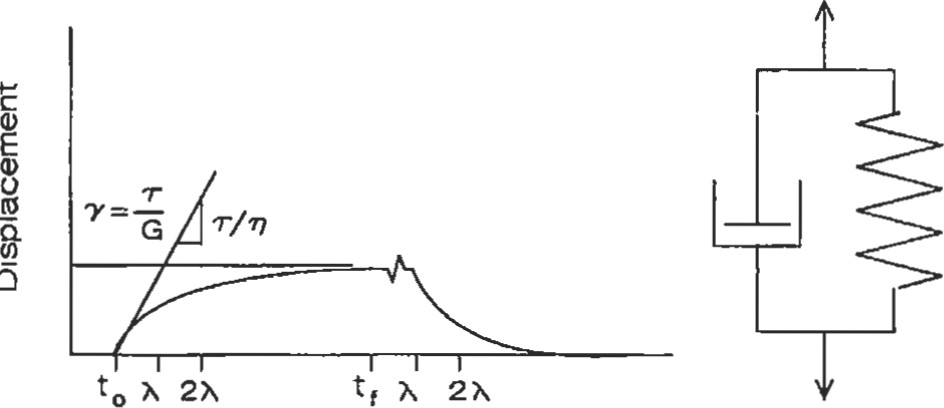 Displacement
γ = τ/G
τ/η
t₀ λ 2λ t_f λ 2λ